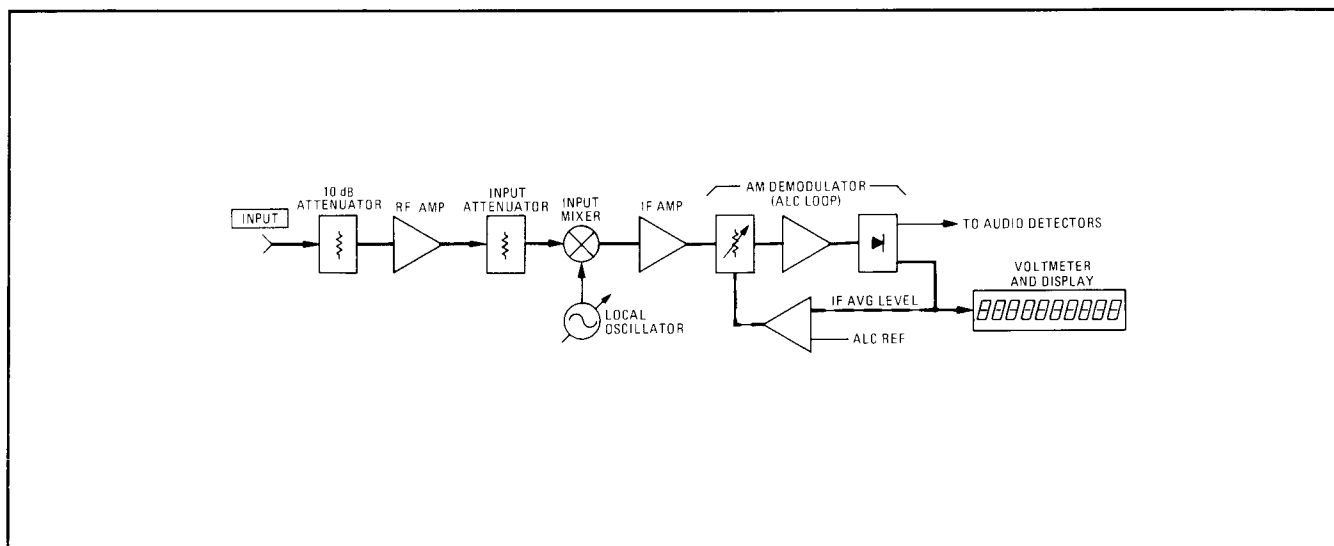 INPUT
10 dB
ATTENUATOR
RF AMP
INPUT
ATTENUATOR
INPUT
MIXER
LOCAL
OSCILLATOR
IF AMP
AM DEMODULATOR
(ALC LOOP)
TO AUDIO DETECTORS
VOLTMETER
AND DISPLAY
IF AVG LEVEL
ALC REF
0000000000